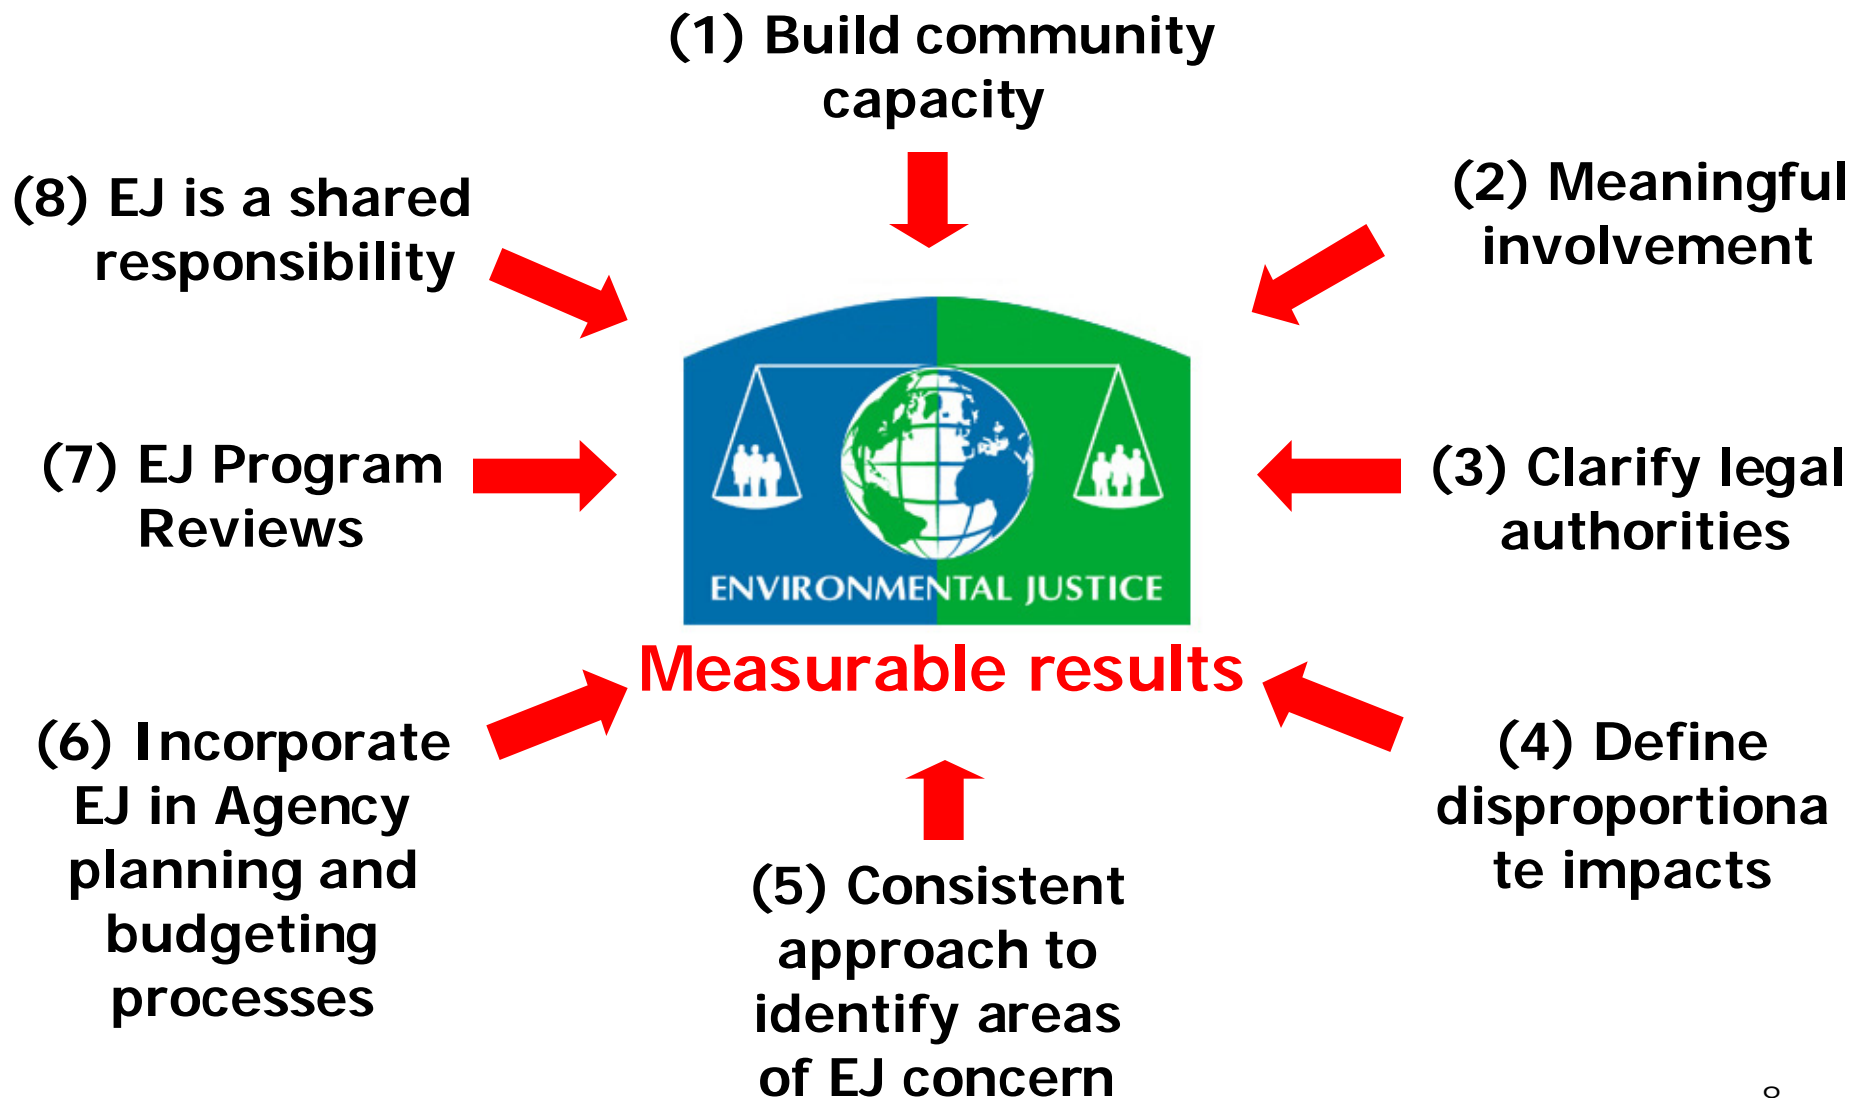 (1) Build community
capacity
(2) Meaningful
involvement
(3) Clarify legal
authorities
(4) Define
disproportiona
te impacts
(5) Consistent
approach to
identify areas
of EJ concern
(6) Incorporate
EJ in Agency
planning and
budgeting
processes
(7) EJ Program
Reviews
(8) EJ is a shared
responsibility
ENVIRONMENTAL JUSTICE
Measurable results
8